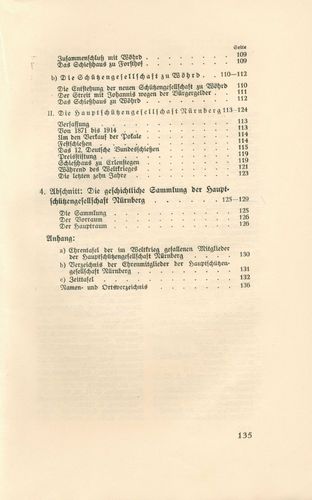 Seite
Zusammenschluß mit Wöhrd . . . . . . . . 109
Das Schießhaus zu Forsthof . . . . . . . . 109
b) Die Schützengesellschaft zu Wöhrd . 110—112
Die Entstehung der neuen Schützengesellschaft zu Wöhrd 110
Der Streit mit Johannis wegen der Bürgergelder . . 111
Das Schießhaus zu Wöhrd . . . . . . . . 112
II. Die Hauptschützengesellschaft Nürnberg 113—124
Verfassung . . . . . . . . . . . 113
Von 1871 bis 1914 . . . . . . . . . . 113
Um den Verkauf der Pokale . . . . . . . . 114
Festschießen . . . . . . . . . . . 114
Das 12. Deutsche Bundesschießen . . . . . . 115
Preisstiftung . . . . . . . . . . . 119
Schießhaus zu Erlenstegen . . . . . . . . 121
Während des Weltkrieges . . . . . . . . 121
Die letzten zehn Jahre . . . . . . . . . 123
4. Abschnitt: Die geschichtliche Sammlung der Haupt-
schützengesellschaft Nürnberg . . . . . . . 125—129
Die Sammlung . . . . . . . . . . . 125
Der Vorraum . . . . . . . . . . . 126
Der Hauptraum . . . . . . . . . . . 126
Anhang:
a) Ehrentafel der im Weltkrieg gefallenen Mitglieder
der Hauptschützengesellschaft Nürnberg . . . . . 130
b) Verzeichnis der Ehrenmitglieder der Hauptschützen-
gesellschaft Nürnberg . . . . . . . . . 131
c) Zeittafel . . . . . . . . . . . . 132
Namen- und Ortsverzeichnis . . . . . . . . 136
135